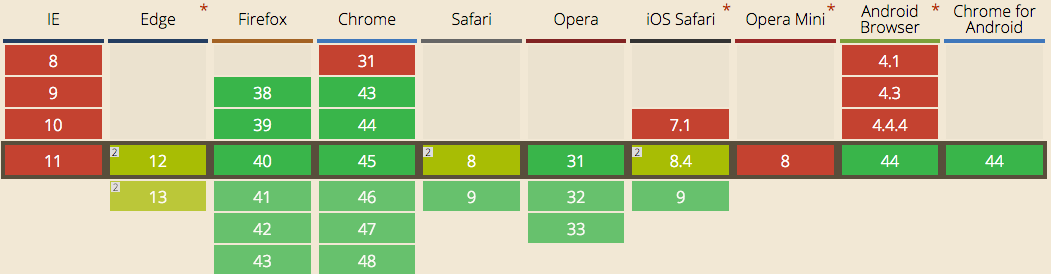 IE Edge * Firefox Chrome Safari Opera iOS Safari * Opera Mini * Android Browser * Chrome for Android
8 31 4.1
9 38 43 4.3
10 39 44 7.1 4.4.4
11 2 12 40 45 2 8 31 2 8.4 8 44 44
2 13 41 46 9 32 9
42 47 33
43 48